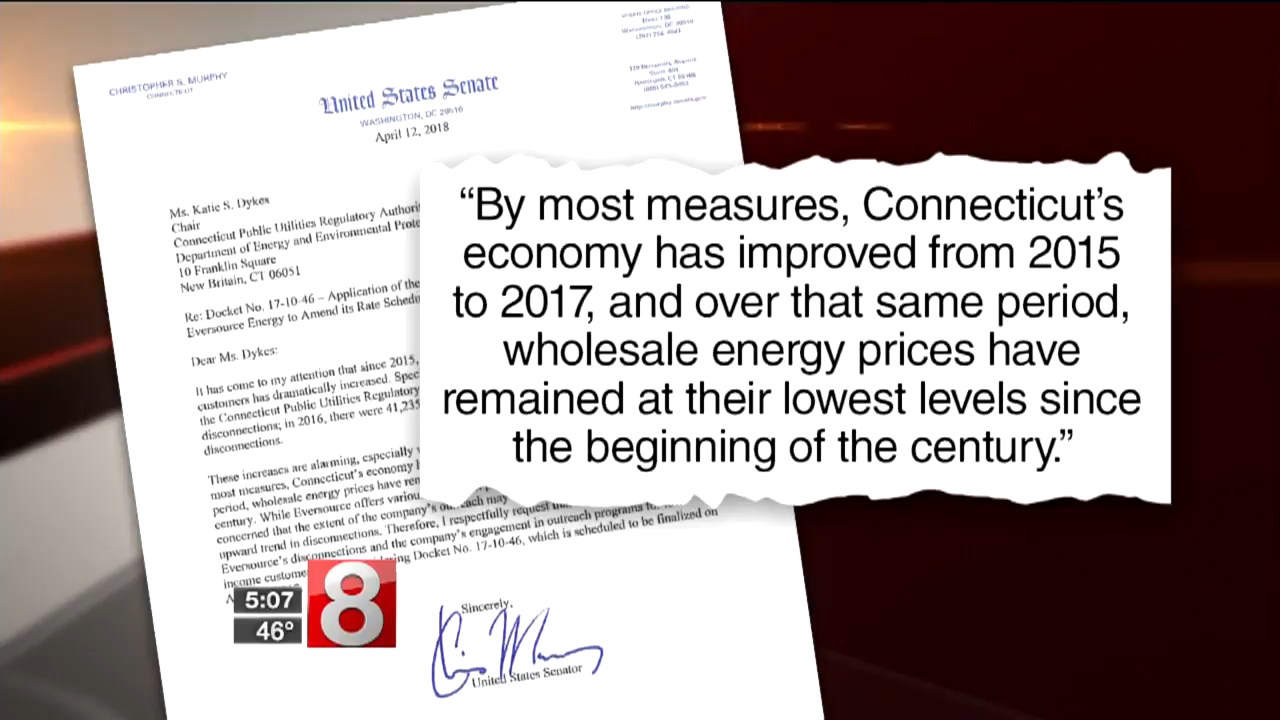 CHRISTOPHER S. MURPHY
CONNECTICUT
United States Senate
WASHINGTON, DC 20510
April 12, 2018
Ms. Katie S. Dykes
Chair
Connecticut Public Utilities Regulatory Authori
Department of Energy and Environmental Prote
10 Franklin Square
New Britain, CT 06051
Re: Docket No. 17-10-46 – Application of the
Eversource Energy to Amend its Rate Schedu
Dear Ms. Dykes:
It has come to my attention that since 2015,
customers has dramatically increased. Spec
the Connecticut Public Utilities Regulatory
disconnections; in 2016, there were 41,235
disconnections.
These increases are alarming, especially
most measures, Connecticut's economy
period, wholesale energy prices have ren
century. While Eversource offers variou
concerned that the extent of the company's may
upward trend in disconnections. Therefore, I respectfully request
Eversource's disconnections and the company's engagement in outreach programs
income custome ing Docket No. 17-10-46, which is scheduled to be finalized on
A
Sincerely,
United States Senator
“By most measures, Connecticut’s
economy has improved from 2015
to 2017, and over that same period,
wholesale energy prices have
remained at their lowest levels since
the beginning of the century.”
5:07
46°
8